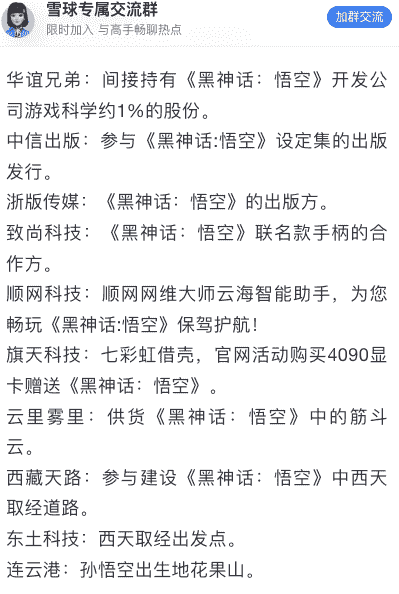 雪球专属交流群
限时加入 与高手畅聊热点
加群交流
华谊兄弟：间接持有《黑神话：悟空》开发公
司游戏科学约1%的股份。
中信出版：参与《黑神话:悟空》设定集的出版
发行。
浙版传媒：《黑神话：悟空》的出版方。
致尚科技：《黑神话：悟空》联名款手柄的合
作方。
顺网科技：顺网网维大师云海智能助手，为您
畅玩《黑神话:悟空》保驾护航！
旗天科技：七彩虹借壳，官网活动购买4090显
卡赠送《黑神话：悟空》。
云里雾里：供货《黑神话：悟空》中的筋斗
云。
西藏天路：参与建设《黑神话：悟空》中西天
取经道路。
东土科技：西天取经出发点。
连云港：孙悟空出生地花果山。